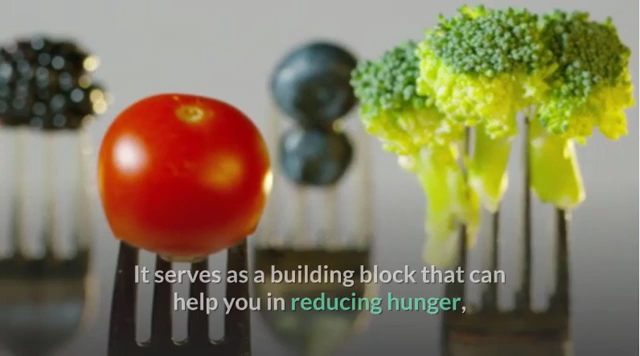 It serves as a building block that can
help you in reducing hunger,